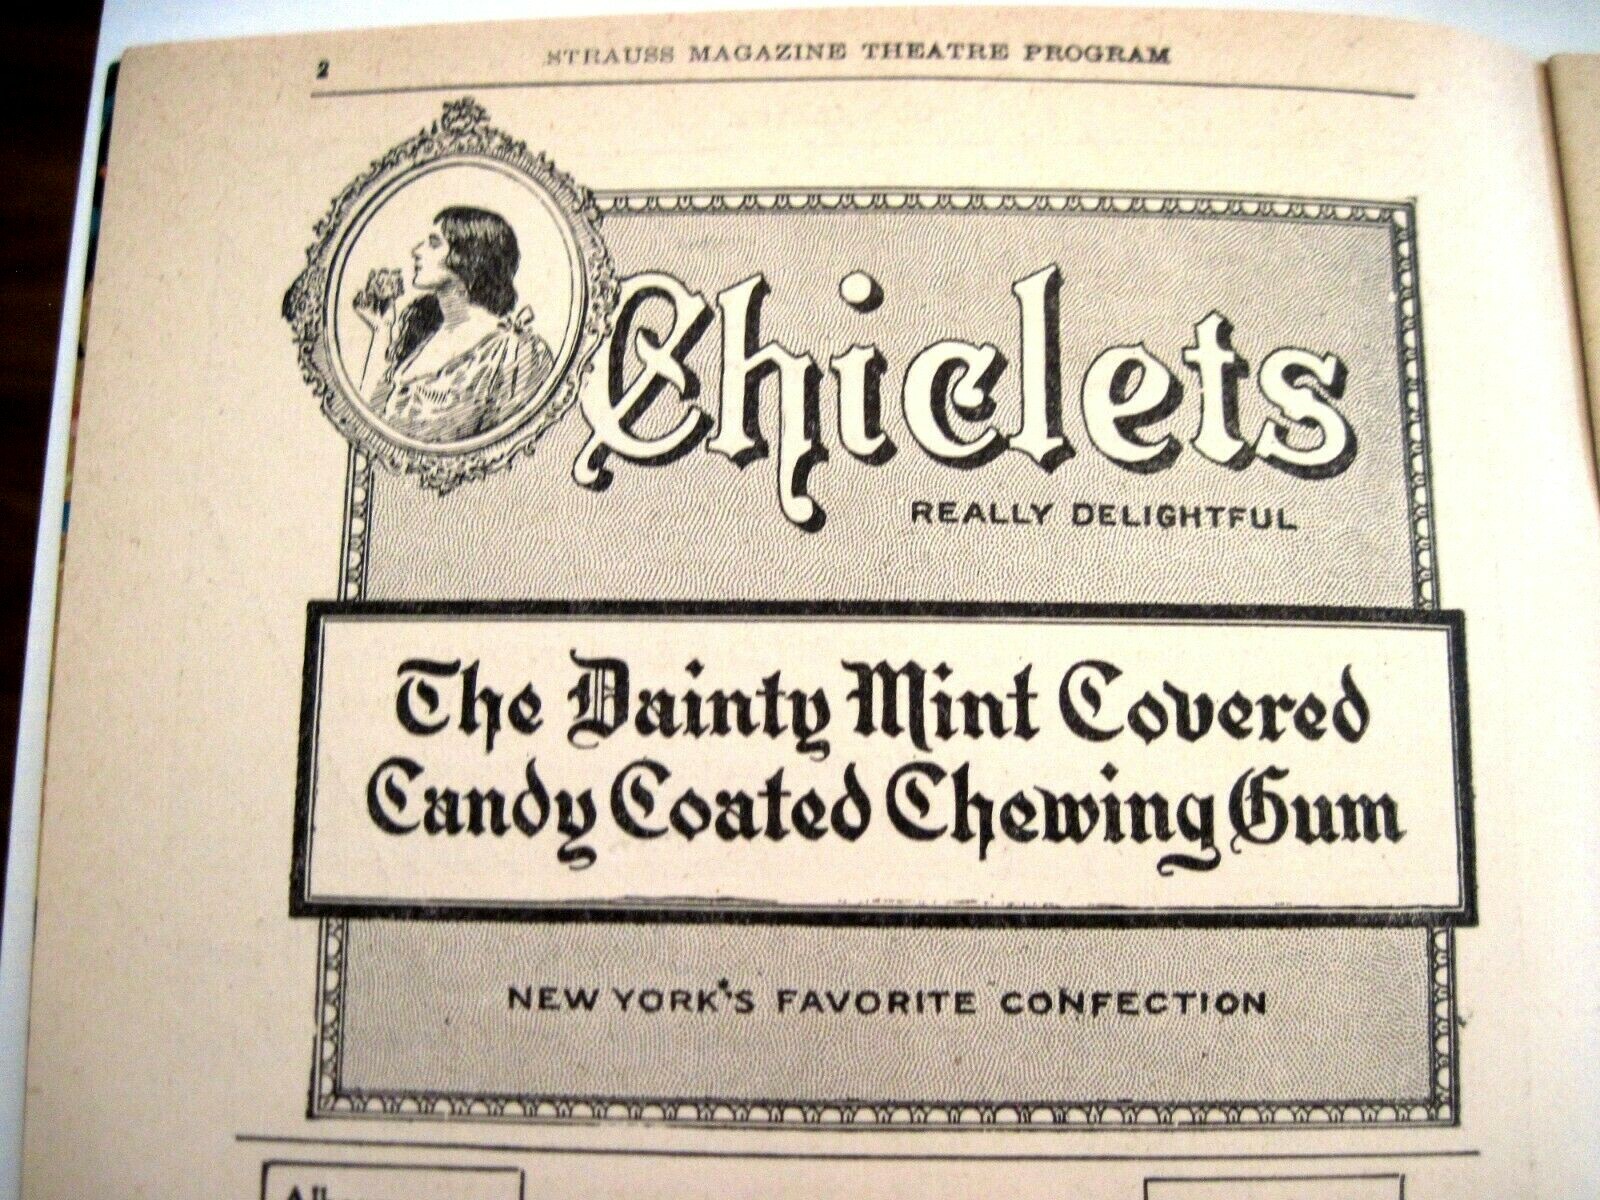 2
STRAUSS MAGAZINE THEATRE PROGRAM
Chiclets
REALLY DELIGHTFUL
The Dainty Mint Covered
Candy Coated Chewing Gum
NEW YORK'S FAVORITE CONFECTION